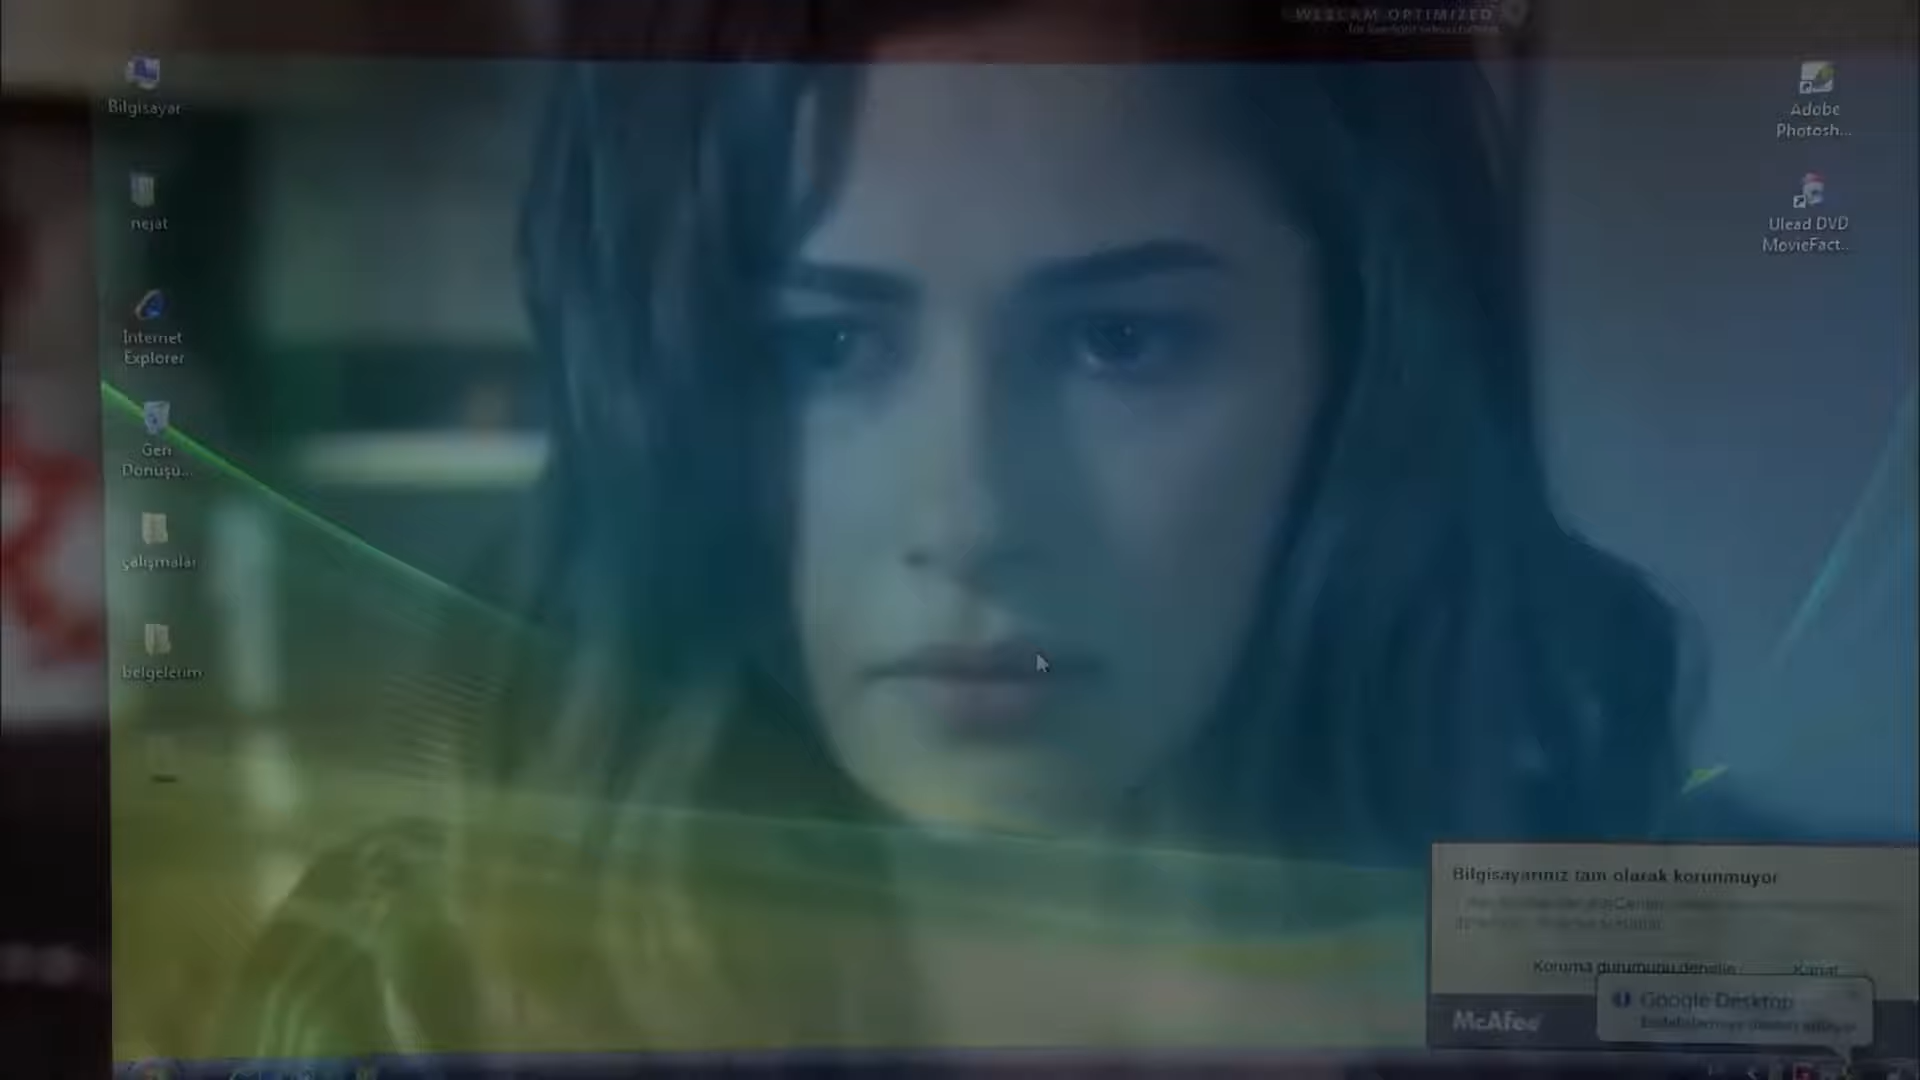 WEBCAM OPTIMIZED
Bilgisayar
nejat
Internet
Explorer
Geri
Dönüşü...
çalışmalar
belgelerim
Adobe
Photosh...
Ulead DVD
MovieFact...
Bilgisayarınız tam olarak korunmuyor
Koruma durumunu denetle
Kapat
McAfee
Google Desktop